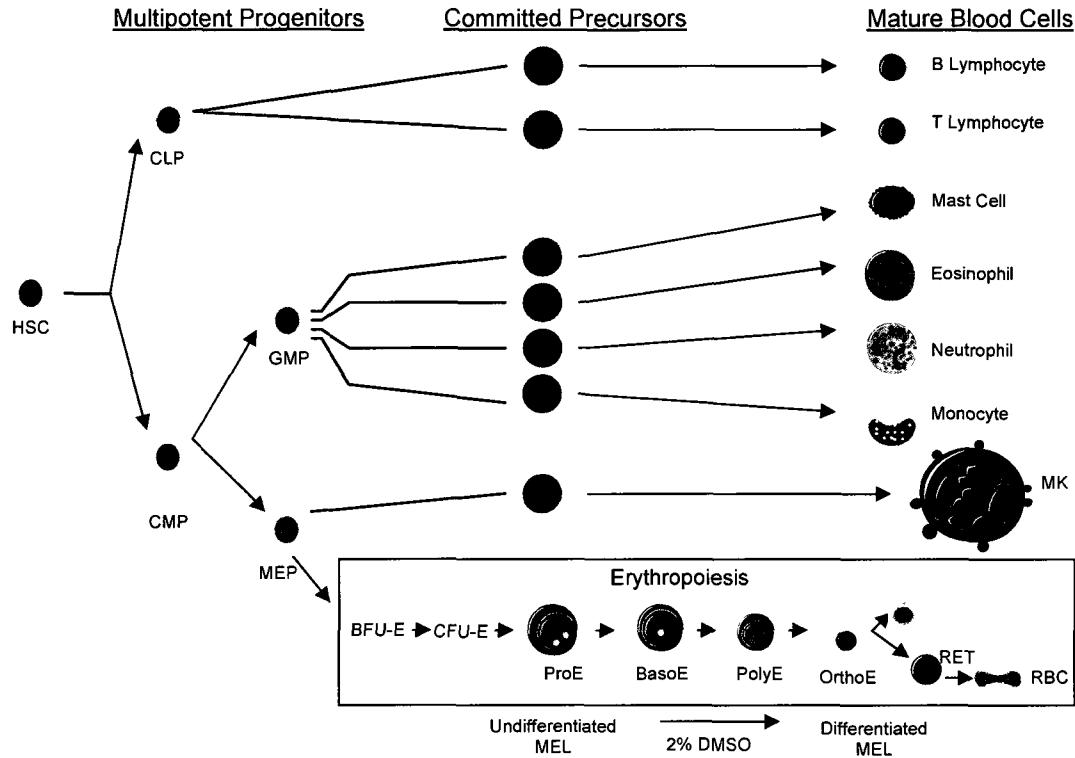 Multipotent Progenitors
Committed Precursors
Mature Blood Cells
B Lymphocyte
CLP
T Lymphocyte
Mast Cell
Eosinophil
HSC
GMP
Neutrophil
Monocyte
CMP
MK
MEP
Erythropoiesis
BFU-E
CFU-E
ProE
BasoE
PolyE
OrthoE
RET
RBC
Undifferentiated
MEL
2% DMSO
Differentiated
MEL